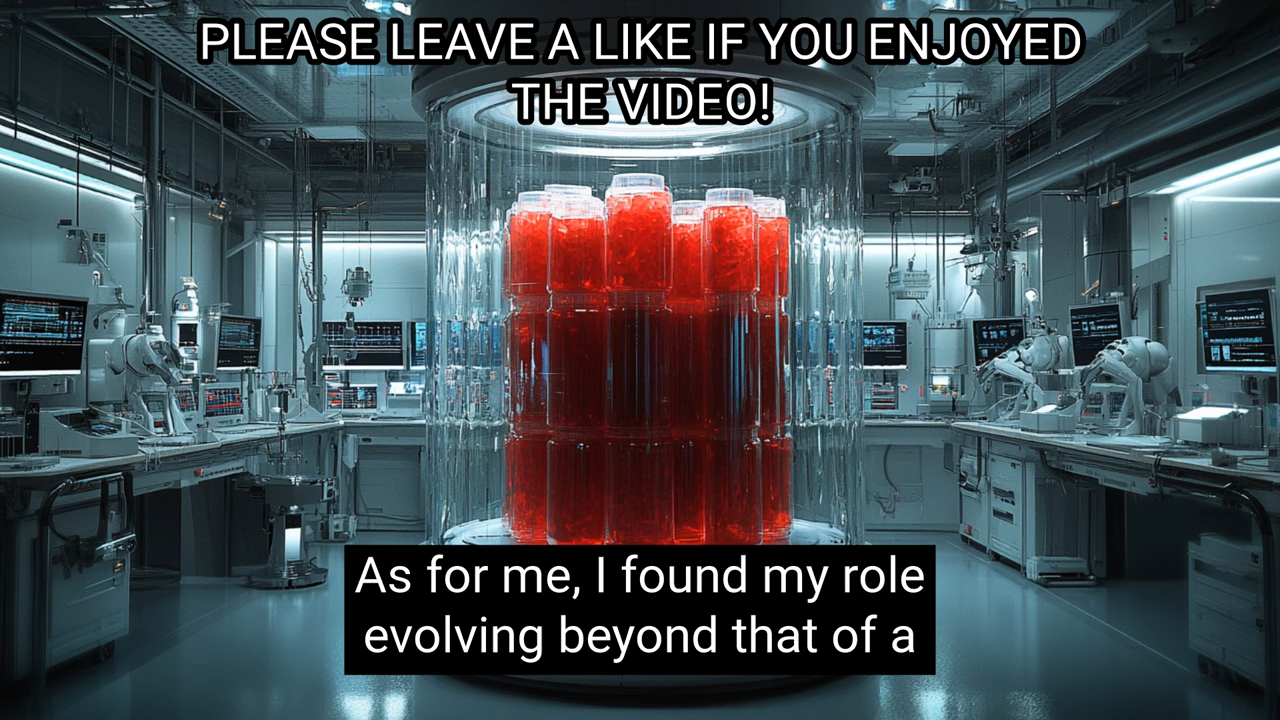 PLEASE LEAVE A LIKE IF YOU ENJOYED
THE VIDEO!
As for me, I found my role
evolving beyond that of a